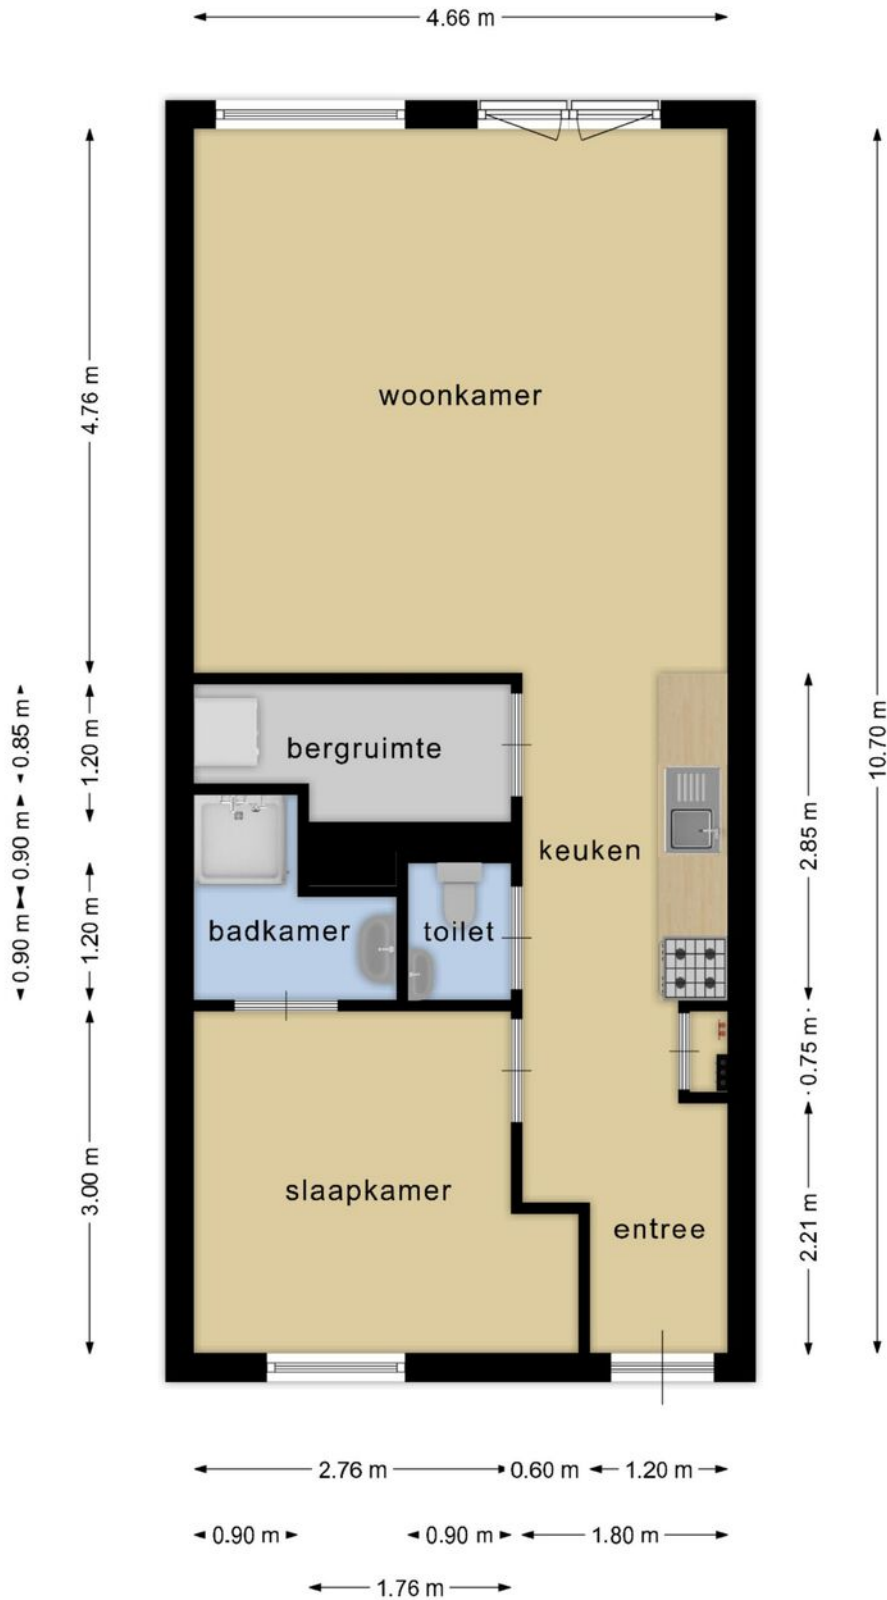 4.66 m
4.76 m
woonkamer
10.70 m
0.85 m
1.20 m
bergruimte
2.85 m
0.90 m
keuken
1.20 m
badkamer
toilet
0.90 m
0.75 m
3.00 m
slaapkamer
2.21 m
entree
2.76 m
0.60 m
1.20 m
0.90 m
0.90 m
1.80 m
1.76 m